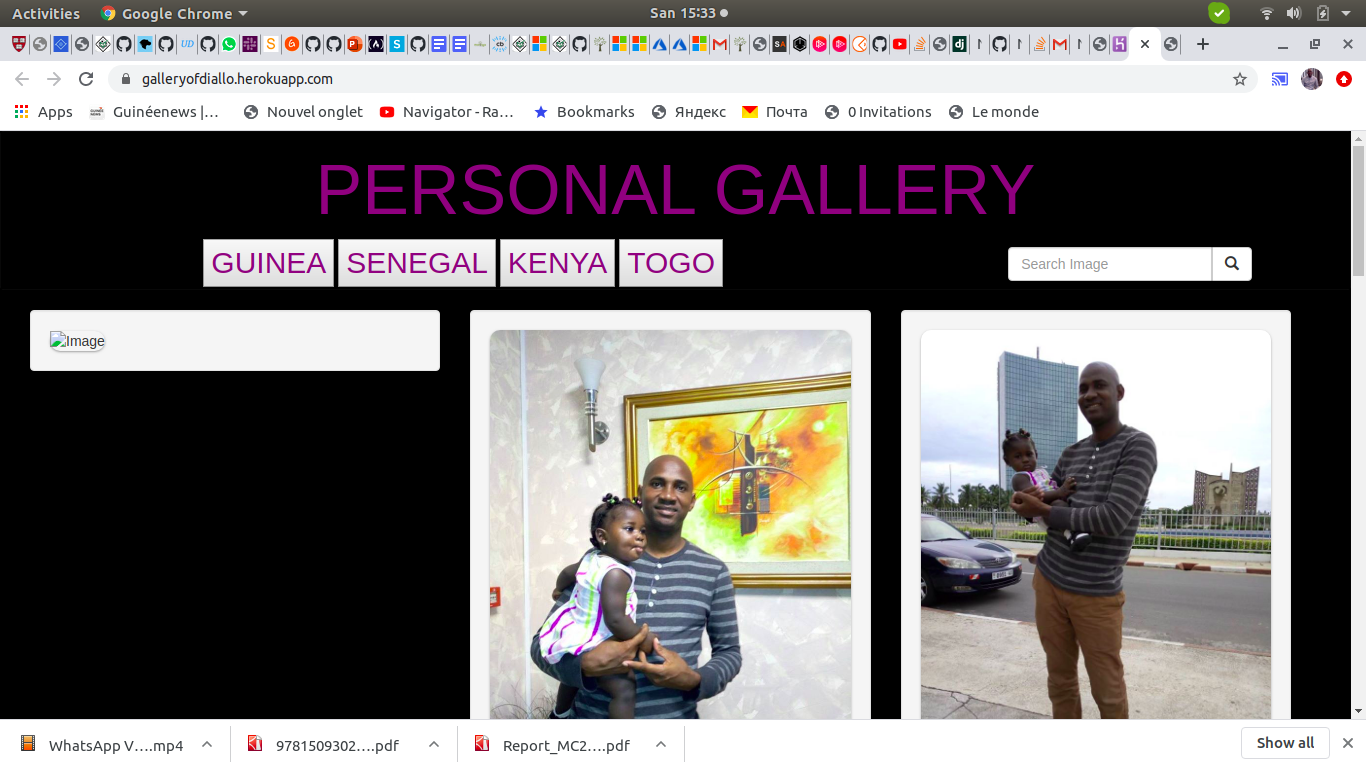 Activities Google Chrome San 15:33
galleryofdiallo.herokuapp.com
Apps Guinéenews |… Nouvel onglet Navigator - Ra… Bookmarks Яндекс Почта 0 Invitations Le monde
PERSONAL GALLERY
GUINEA SENEGAL KENYA TOGO Search Image
Image
WhatsApp V….mp4 9781509302….pdf Report_MC2….pdf Show all